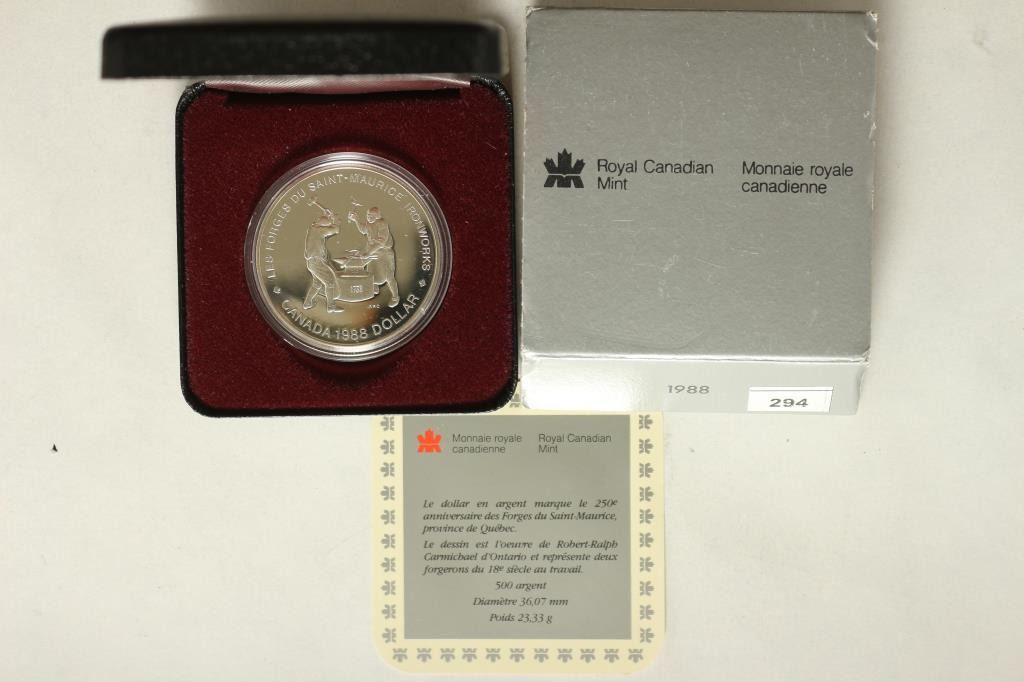 LES FORGES DU SAINT-MAURICE IRONWORKS
1738
RRC
CANADA 1988 DOLLAR
Royal Canadian
Mint
Monnaie royale
canadienne
1988
294
Monnaie royale
canadienne
Royal Canadian
Mint
Le dollar en argent marque le 250e
anniversaire des Forges du Saint-Maurice,
province de Québec.
Le dessin est l'oeuvre de Robert-Ralph
Carmichael d'Ontario et représente deux
forgerons du 18e siècle au travail.
500 argent
Diamètre 36,07 mm
Poids 23,33 g